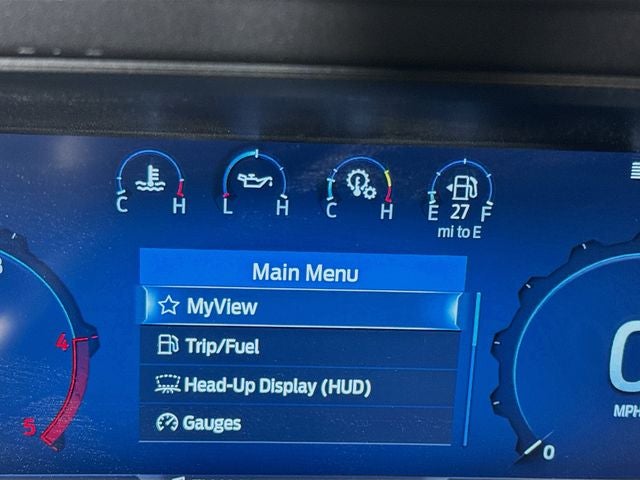 C H
L H
C H
E 27 F
mi to E
Main Menu
MyView
Trip/Fuel
Head-Up Display (HUD)
Gauges
4
5
MPH
0